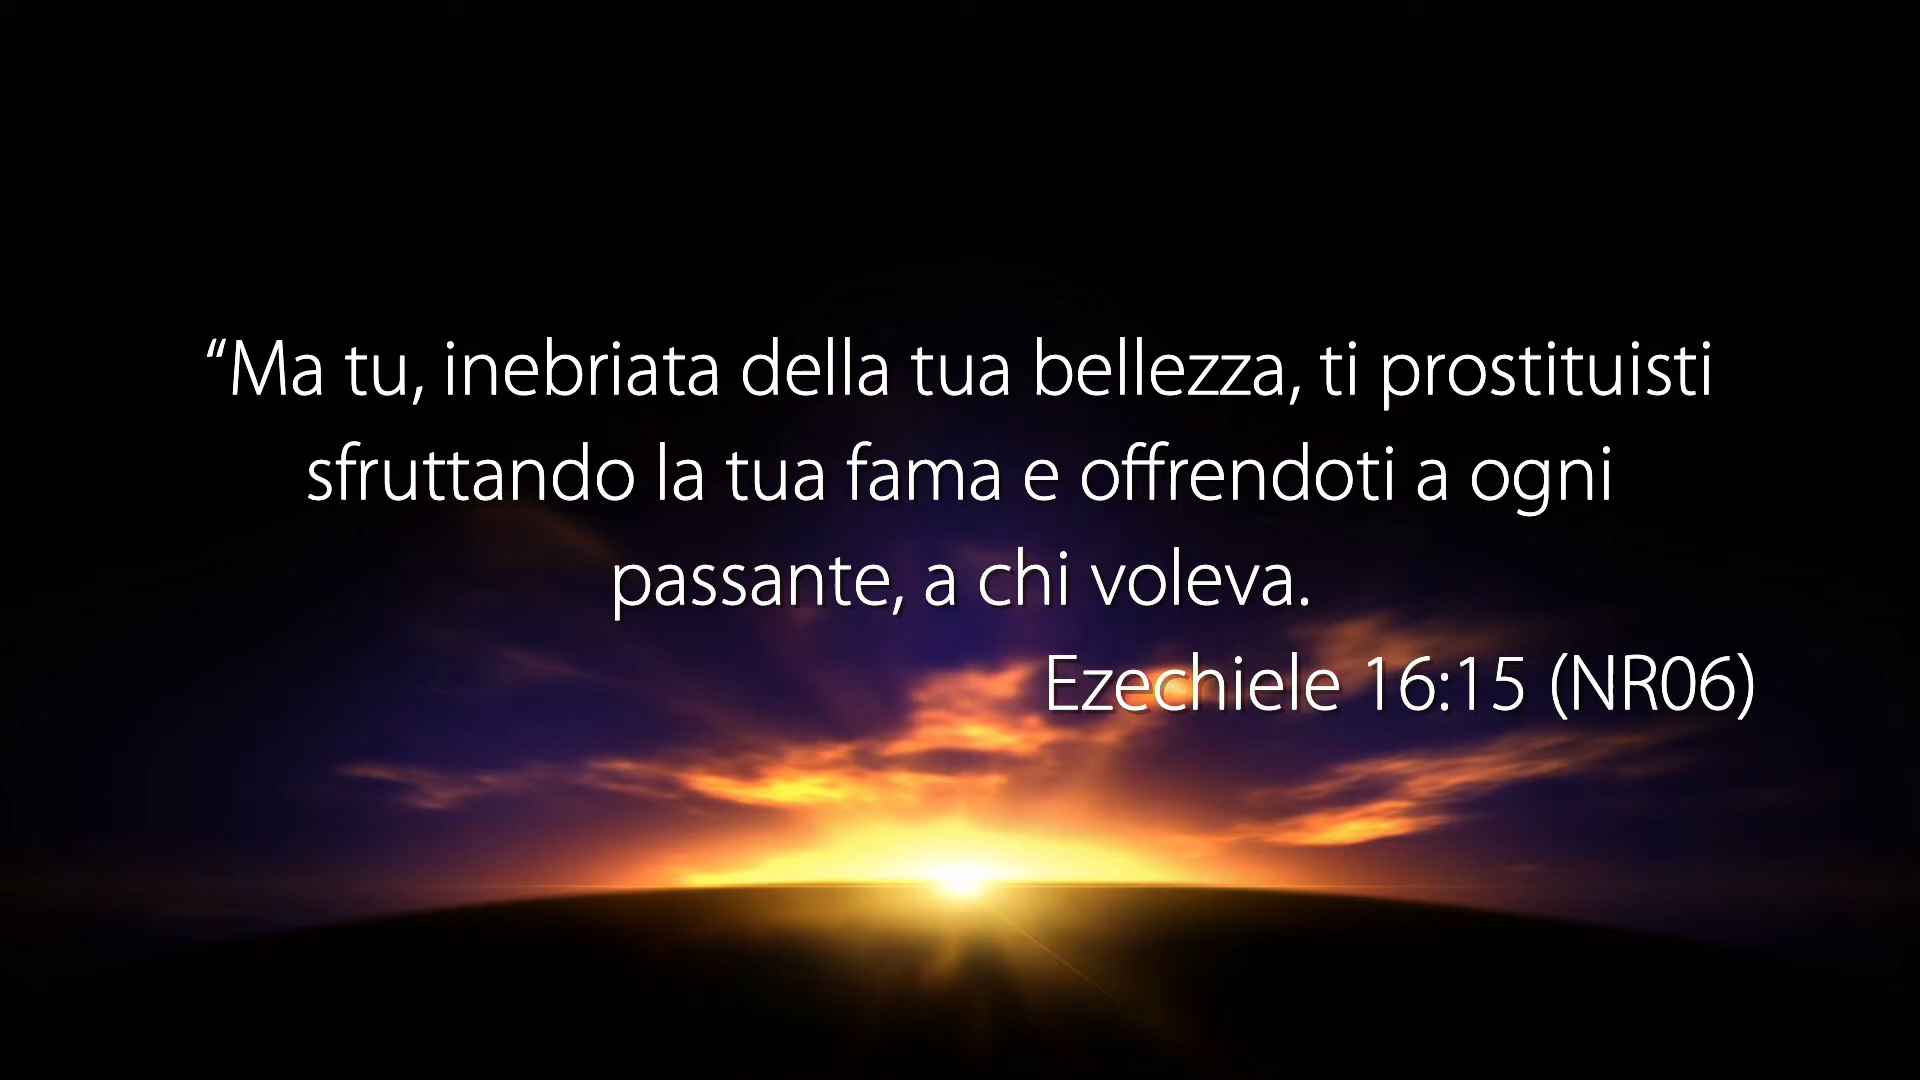 “Ma tu, inebriata della tua bellezza, ti prostituisti
sfruttando la tua fama e offrendoti a ogni
passante, a chi voleva.
Ezechiele 16:15 (NR06)